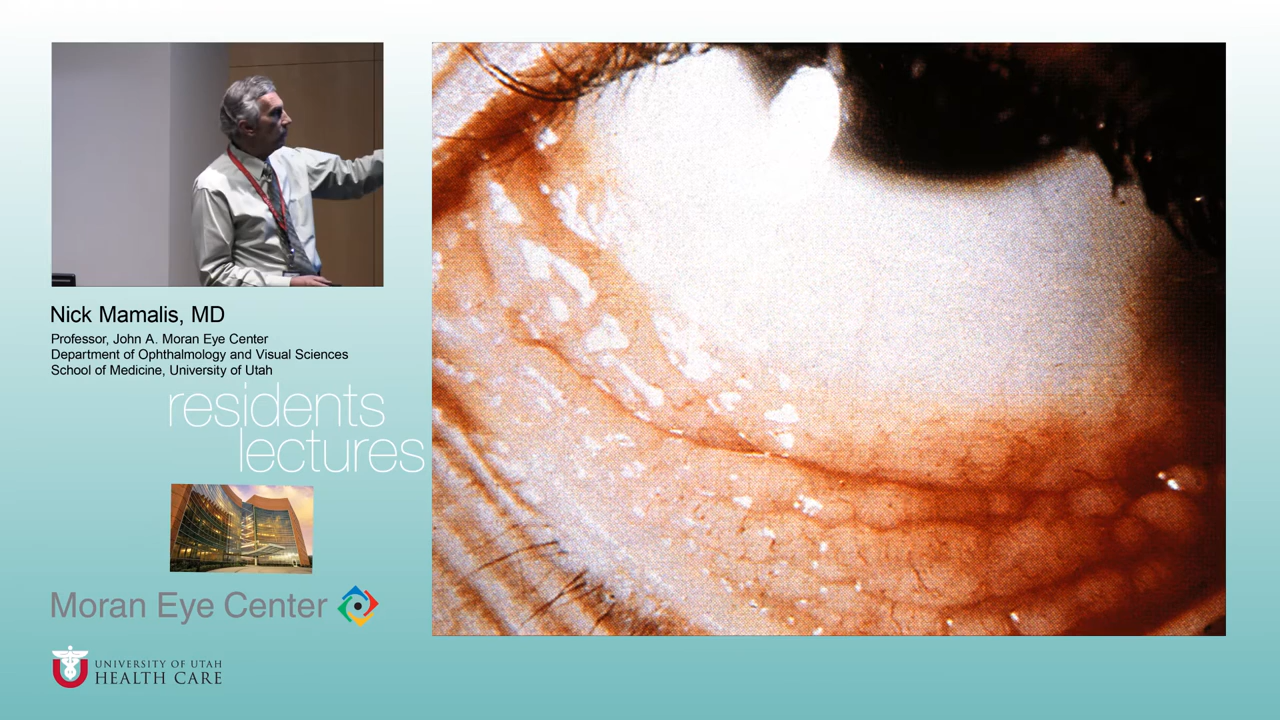 Nick Mamalis, MD
Professor, John A. Moran Eye Center
Department of Ophthalmology and Visual Sciences
School of Medicine, University of Utah
residents
lectures
Moran Eye Center
UNIVERSITY OF UTAH
HEALTH CARE